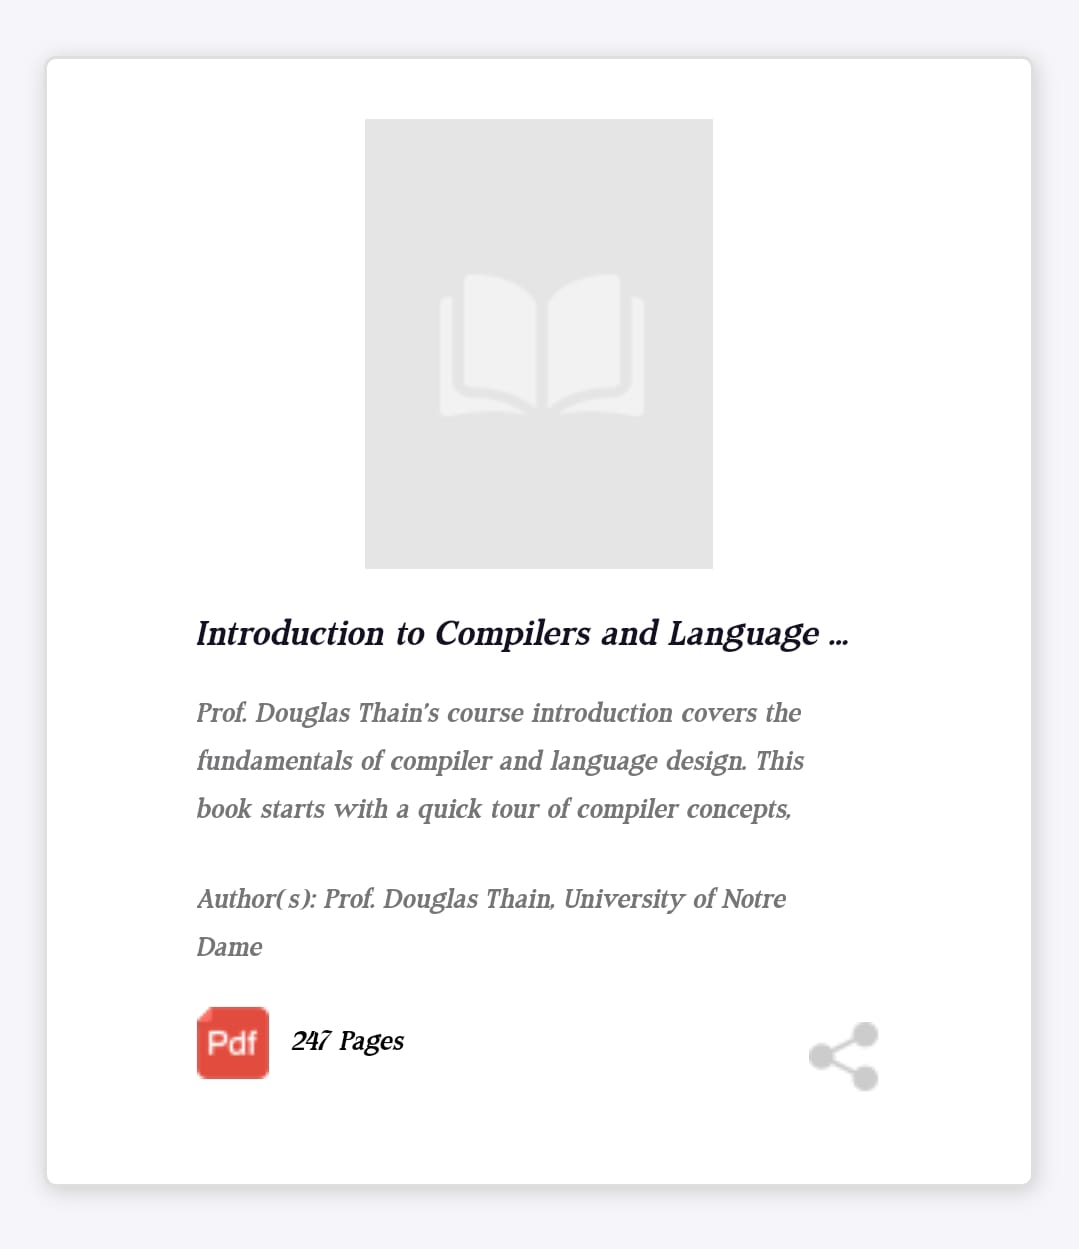 Introduction to Compilers and Language ...
Prof. Douglas Thain's course introduction covers the
fundamentals of compiler and language design. This
book starts with a quick tour of compiler concepts,
Author(s): Prof. Douglas Thain, University of Notre
Dame
Pdf 247 Pages